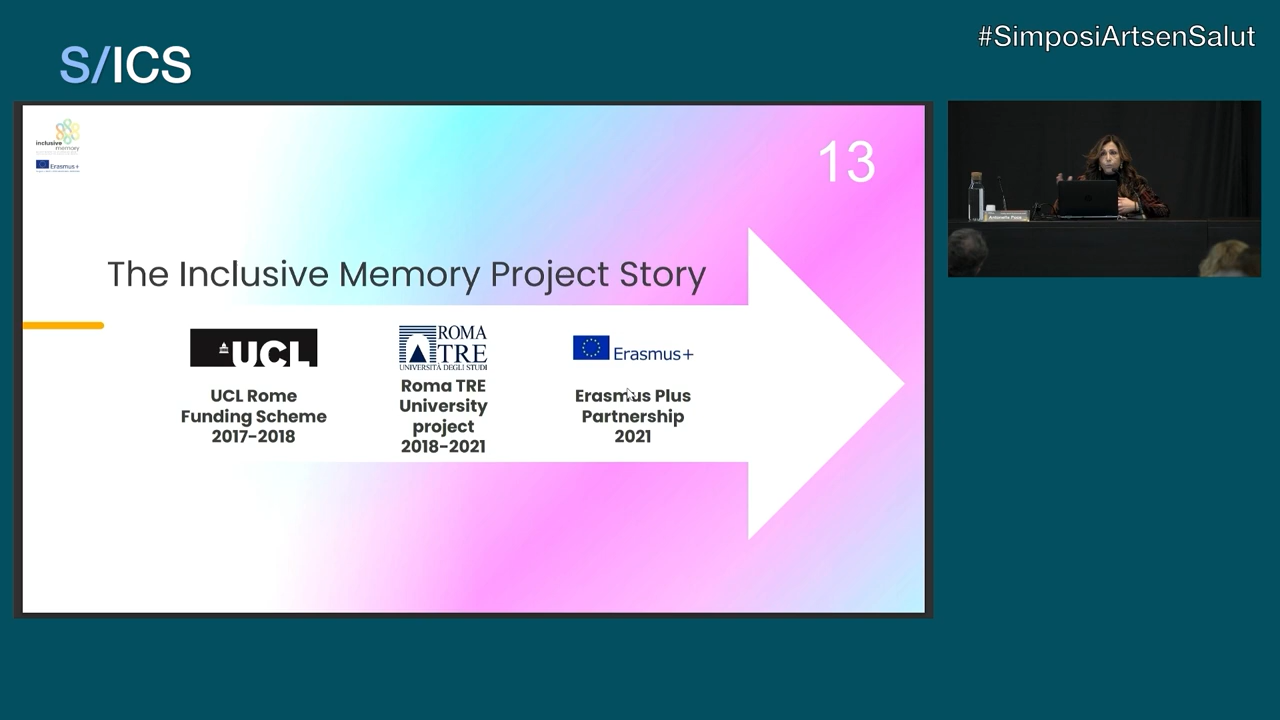 S/ICS
#SimposiArtsenSalut
inclusive
memory
Erasmus+
13
The Inclusive Memory Project Story
UCL
ROMA
TRE
UNIVERSITÀ DEGLI STUDI
Erasmus+
UCL Rome
Funding Scheme
2017-2018
Roma TRE
University
project
2018-2021
Erasmus Plus
Partnership
2021